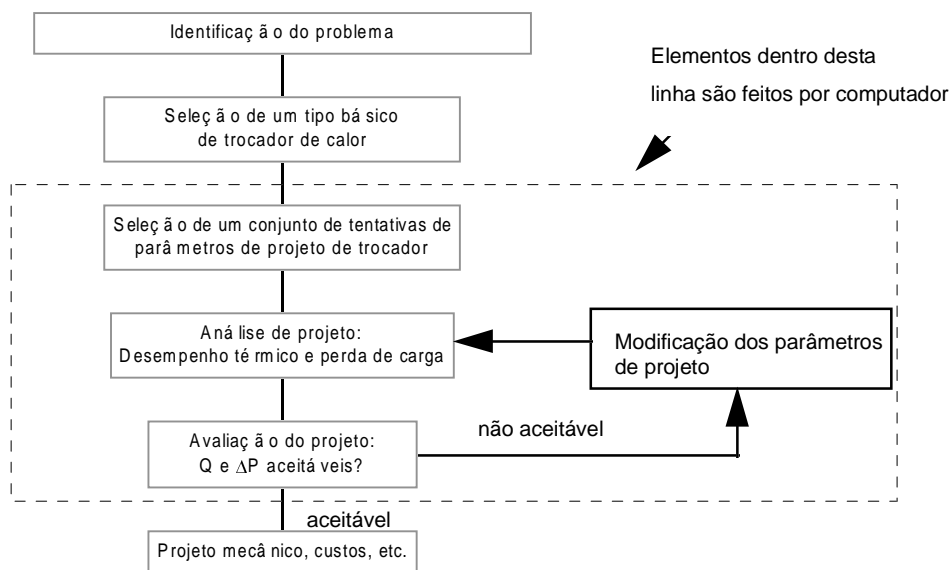 Identificação do problema
Elementos dentro desta
linha são feitos por computador
Seleção de um tipo básico
de trocador de calor
Seleção de um conjunto de tentativas de
parâmetros de projeto de trocador
Análise de projeto:
Desempenho térmico e perda de carga
Modificação dos parâmetros
de projeto
Avaliação do projeto:
Q e ΔP aceitáveis?
não aceitável
aceitável
Projeto mecânico, custos, etc.